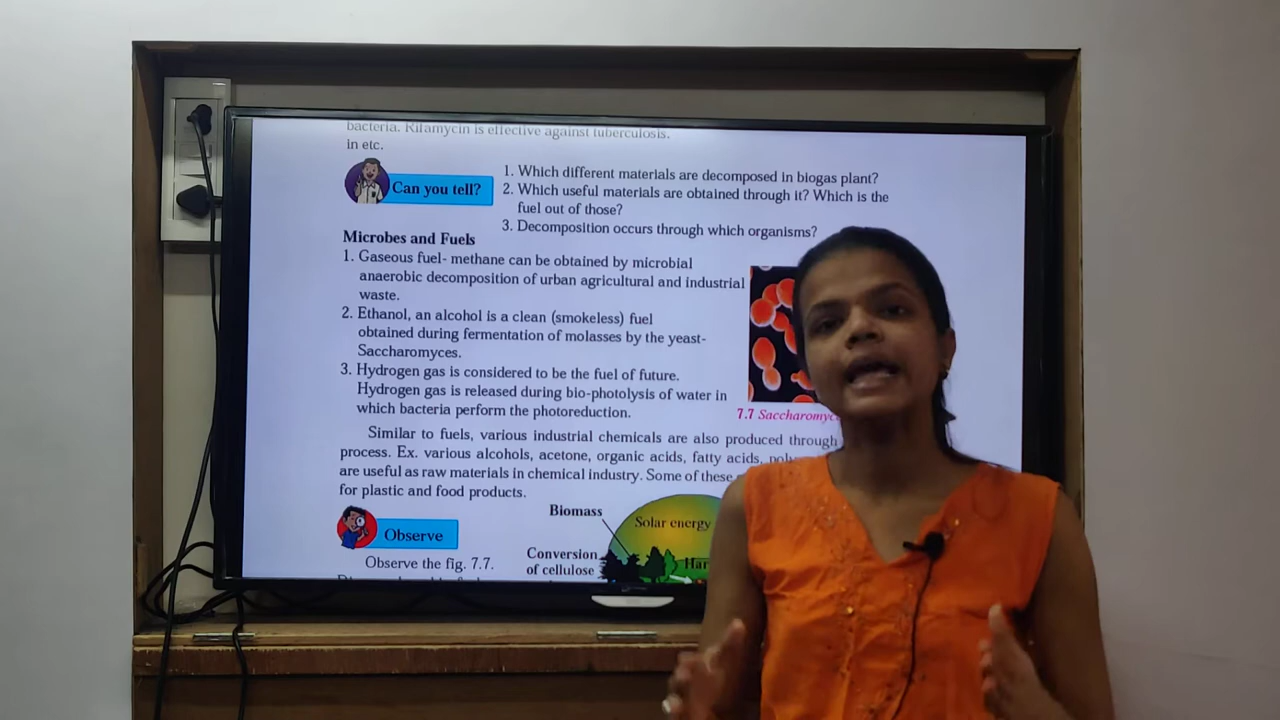 bacteria. Rifamycin is effective against tuberculosis.
in etc.
Can you tell?
1. Which different materials are decomposed in biogas plant?
2. Which useful materials are obtained through it? Which is the
fuel out of those?
3. Decomposition occurs through which organisms?
Microbes and Fuels
1. Gaseous fuel- methane can be obtained by microbial
anaerobic decomposition of urban agricultural and industrial
waste.
2. Ethanol, an alcohol is a clean (smokeless) fuel
obtained during fermentation of molasses by the yeast-
Saccharomyces.
3. Hydrogen gas is considered to be the fuel of future.
Hydrogen gas is released during bio-photolysis of water in
which bacteria perform the photoreduction.
7.7 Saccharomyc
Similar to fuels, various industrial chemicals are also produced through
process. Ex. various alcohols, acetone, organic acids, fatty acids,
are useful as raw materials in chemical industry. Some of these
for plastic and food products.
Biomass
Solar energy
Observe
Conversion
of cellulose
Har
Observe the fig. 7.7.